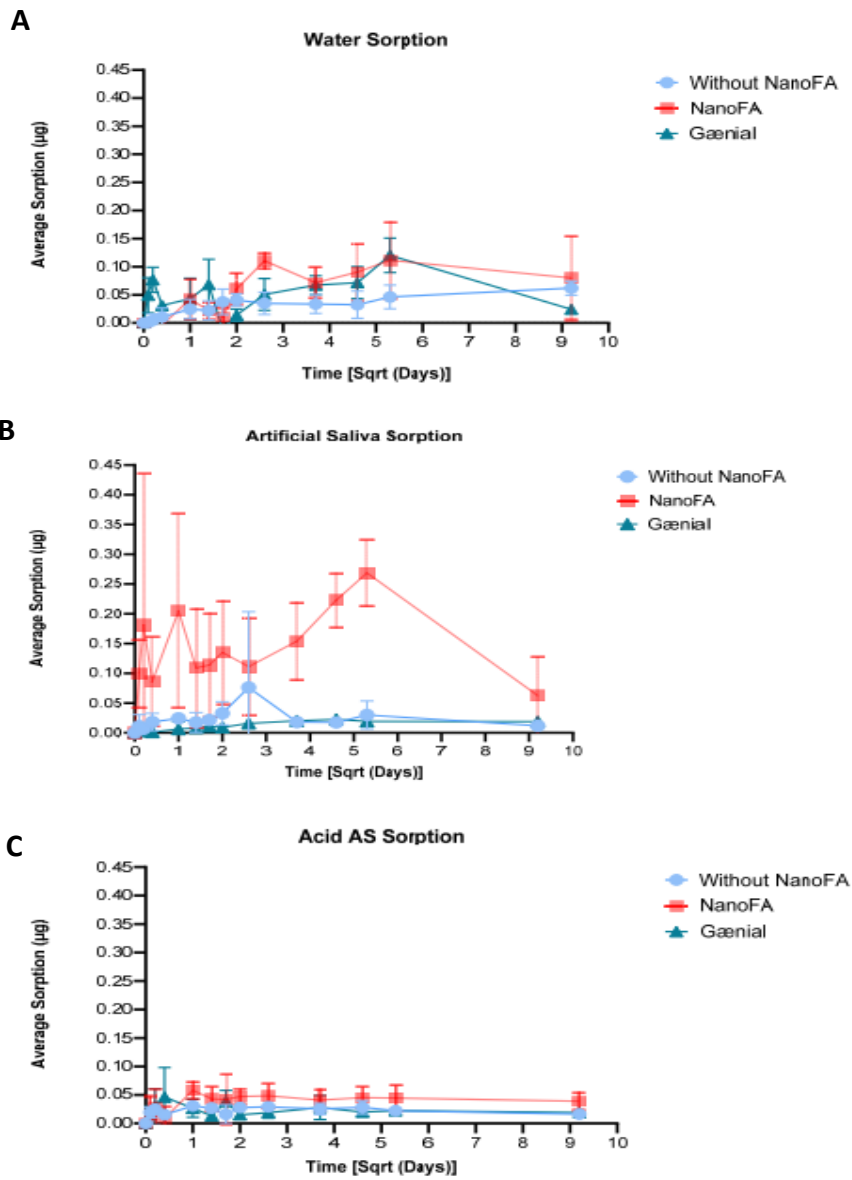 A
Water Sorption
Average Sorption (µg)
0.45
0.40
0.35
0.30
0.25
0.20
0.15
0.10
0.05
0.00
0 1 2 3 4 5 6 7 8 9 10
Time [Sqrt (Days)]
Without NanoFA
NanoFA
Gænial
B
Artificial Saliva Sorption
Average Sorption (µg)
0.45
0.40
0.35
0.30
0.25
0.20
0.15
0.10
0.05
0.00
0 1 2 3 4 5 6 7 8 9 10
Time [Sqrt (Days)]
Without NanoFA
NanoFA
Gænial
C
Acid AS Sorption
Average Sorption (µg)
0.45
0.40
0.35
0.30
0.25
0.20
0.15
0.10
0.05
0.00
0 1 2 3 4 5 6 7 8 9 10
Time [Sqrt (Days)]
Without NanoFA
NanoFA
Gænial